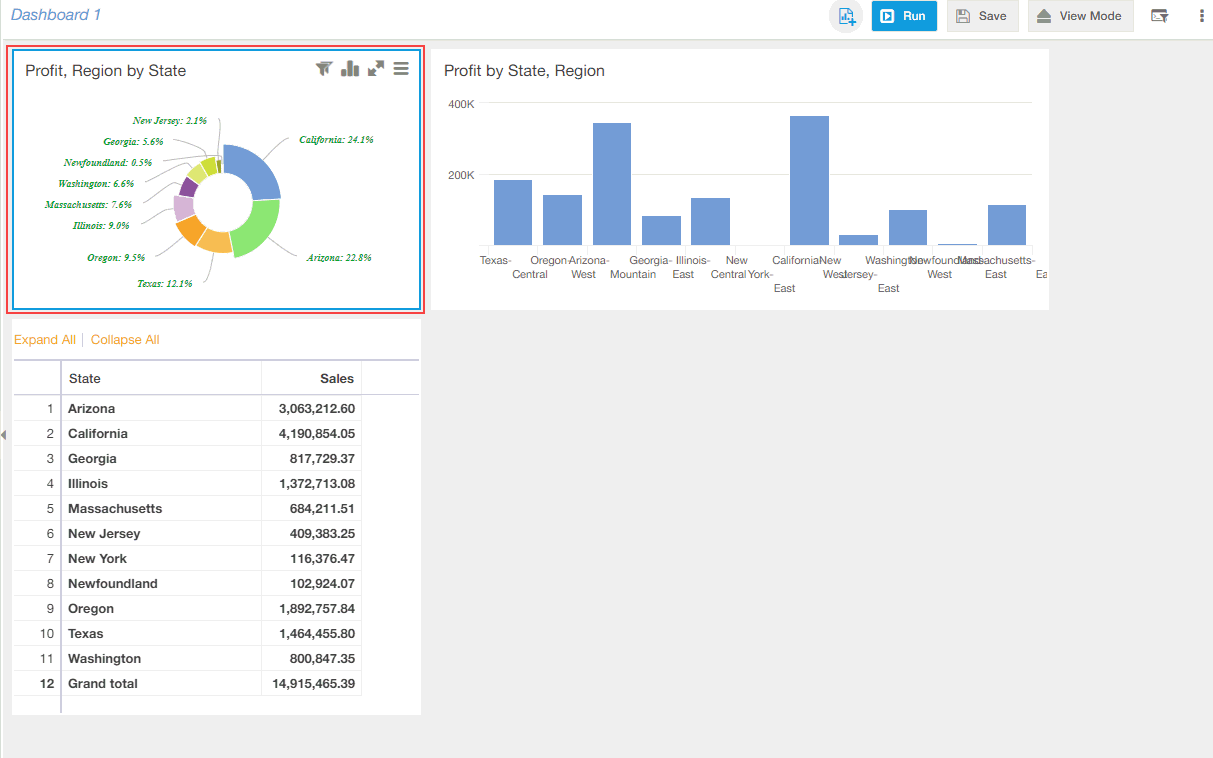 Dashboard 1
Run
Save
View Mode
Profit, Region by State
New Jersey: 2.1%
California: 24.1%
Georgia: 5.6%
Newfoundland: 0.5%
Washington: 6.6%
Massachusetts: 7.6%
Illinois: 9.0%
Oregon: 9.5%
Arizona: 22.8%
Texas: 12.1%
Profit by State, Region
400K
200K
Texas-
Central
Oregon
Arizona-
West
Georgia-
Mountain
Illinois-
East
Central
New
York-
East
California
New
Jersey-
West
Washington
East
Newfoundland
West
Massachusetts-
East
Ea
Expand All | Collapse All
State Sales
1 Arizona 3,063,212.60
2 California 4,190,854.05
3 Georgia 817,729.37
4 Illinois 1,372,713.08
5 Massachusetts 684,211.51
6 New Jersey 409,383.25
7 New York 116,376.47
8 Newfoundland 102,924.07
9 Oregon 1,892,757.84
10 Texas 1,464,455.80
11 Washington 800,847.35
12 Grand total 14,915,465.39